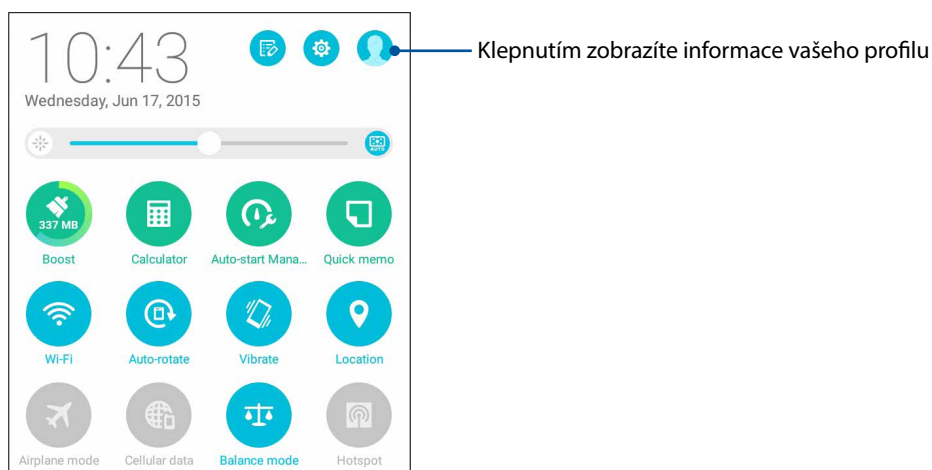 10:43
Klepnutím zobrazíte informace vašeho profilu
Wednesday, Jun 17, 2015
AUTO
337 MB
Boost Calculator Auto-start Mana... Quick memo
Wi-Fi Auto-rotate Vibrate Location
Airplane mode Cellular data Balance mode Hotspot